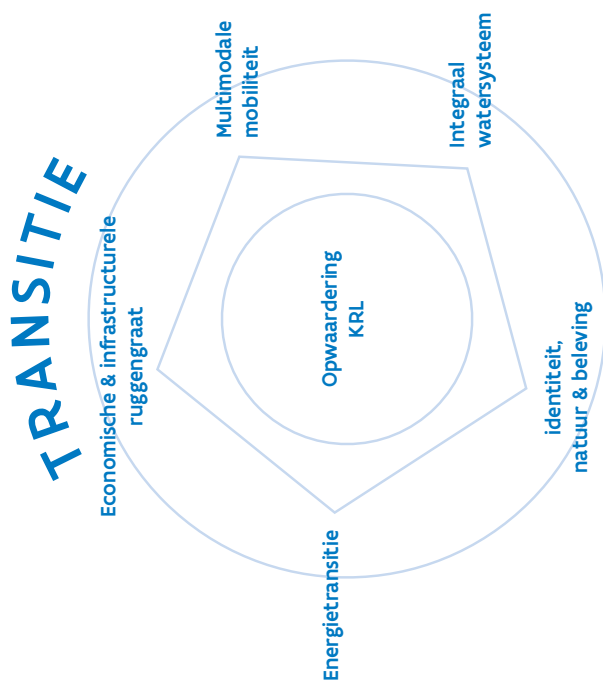 TRANSITIE
Economische & infrastructurele
ruggengraat
Multimodale
mobiliteit
Integraal
watersysteem
identiteit,
natuur & beleving
Energietransitie
Opwaardering
KRL